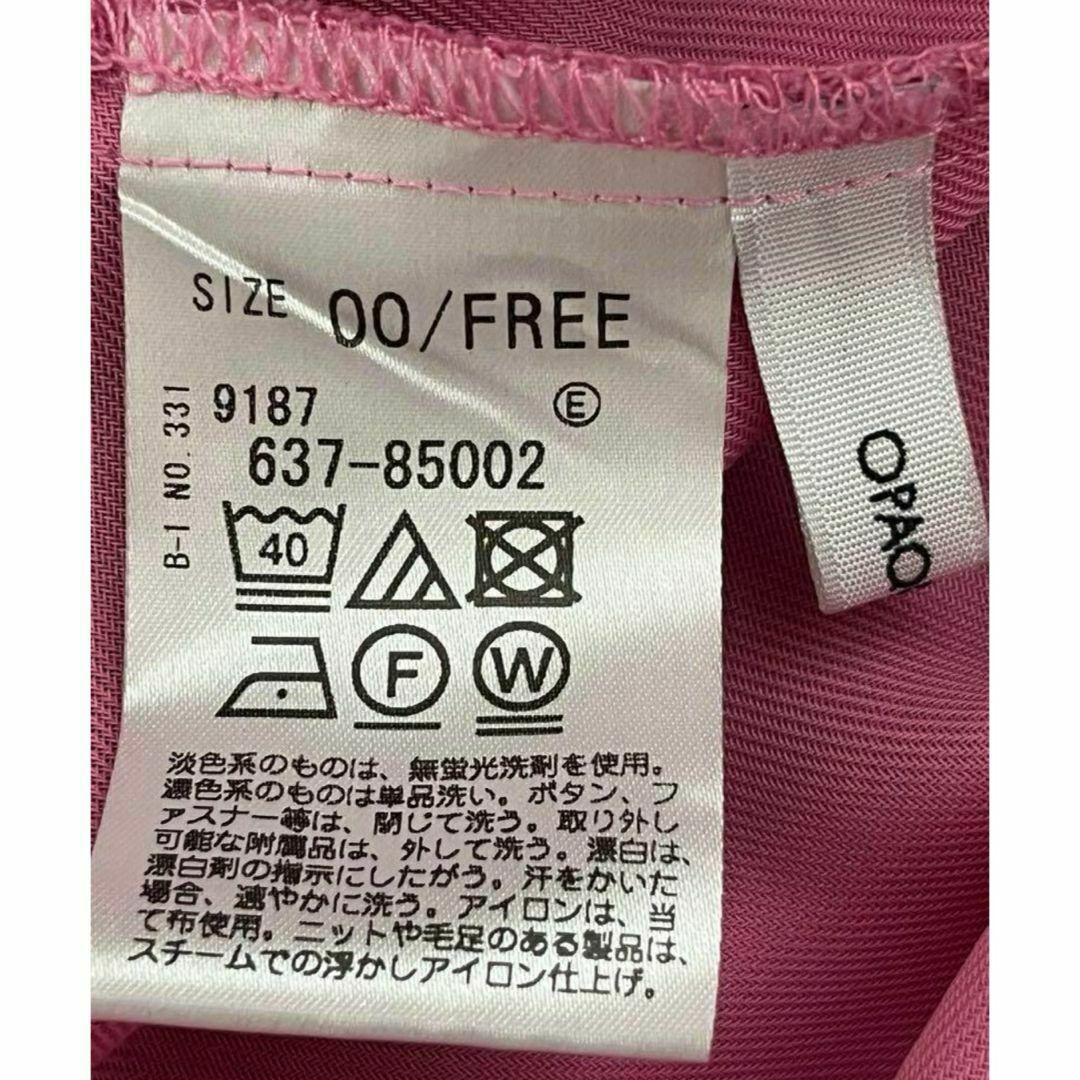 SIZE 00/FREE
B-1 NO.331
9187 E
637-85002
40
F W
淡色系のものは、無蛍光洗剤を使用。
濃色系のものは単品洗い。ボタン、フ
ァスナー等は、閉じて洗う。取り外し
可能な附属品は、外して洗う。漂白は、
漂白剤の指示にしたがう。汗をかいた
場合、速やかに洗う。アイロンは、当
て布使用。ニットや毛足のある製品は、
スチームでの浮かしアイロン仕上げ。